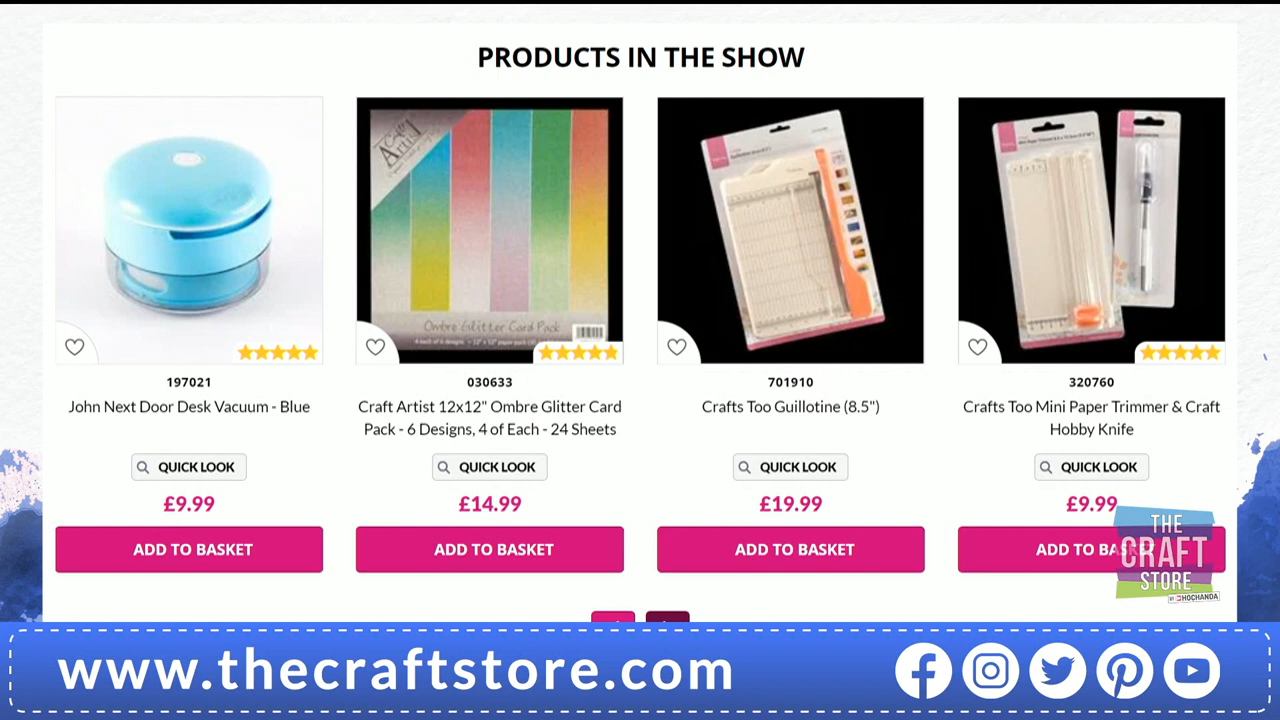 PRODUCTS IN THE SHOW
Crafty
Artist
Ombre Glitter Card Pack
197021
John Next Door Desk Vacuum - Blue
QUICK LOOK
£9.99
ADD TO BASKET
030633
Craft Artist 12x12" Ombre Glitter Card
Pack - 6 Designs, 4 of Each - 24 Sheets
QUICK LOOK
£14.99
ADD TO BASKET
701910
Crafts Too Guillotine (8.5")
QUICK LOOK
£19.99
ADD TO BASKET
320760
Crafts Too Mini Paper Trimmer & Craft
Hobby Knife
QUICK LOOK
£9.99
ADD TO BASKET
THE
CRAFT
STORE
BY HOCHANDA
www.thecraftstore.com